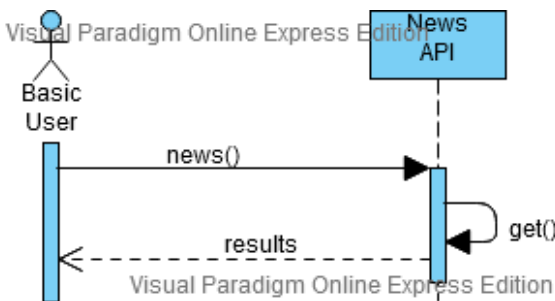 Visual Paradigm Online Express Edition
News
API
Basic
User
news()
get()
results
Visual Paradigm Online Express Edition